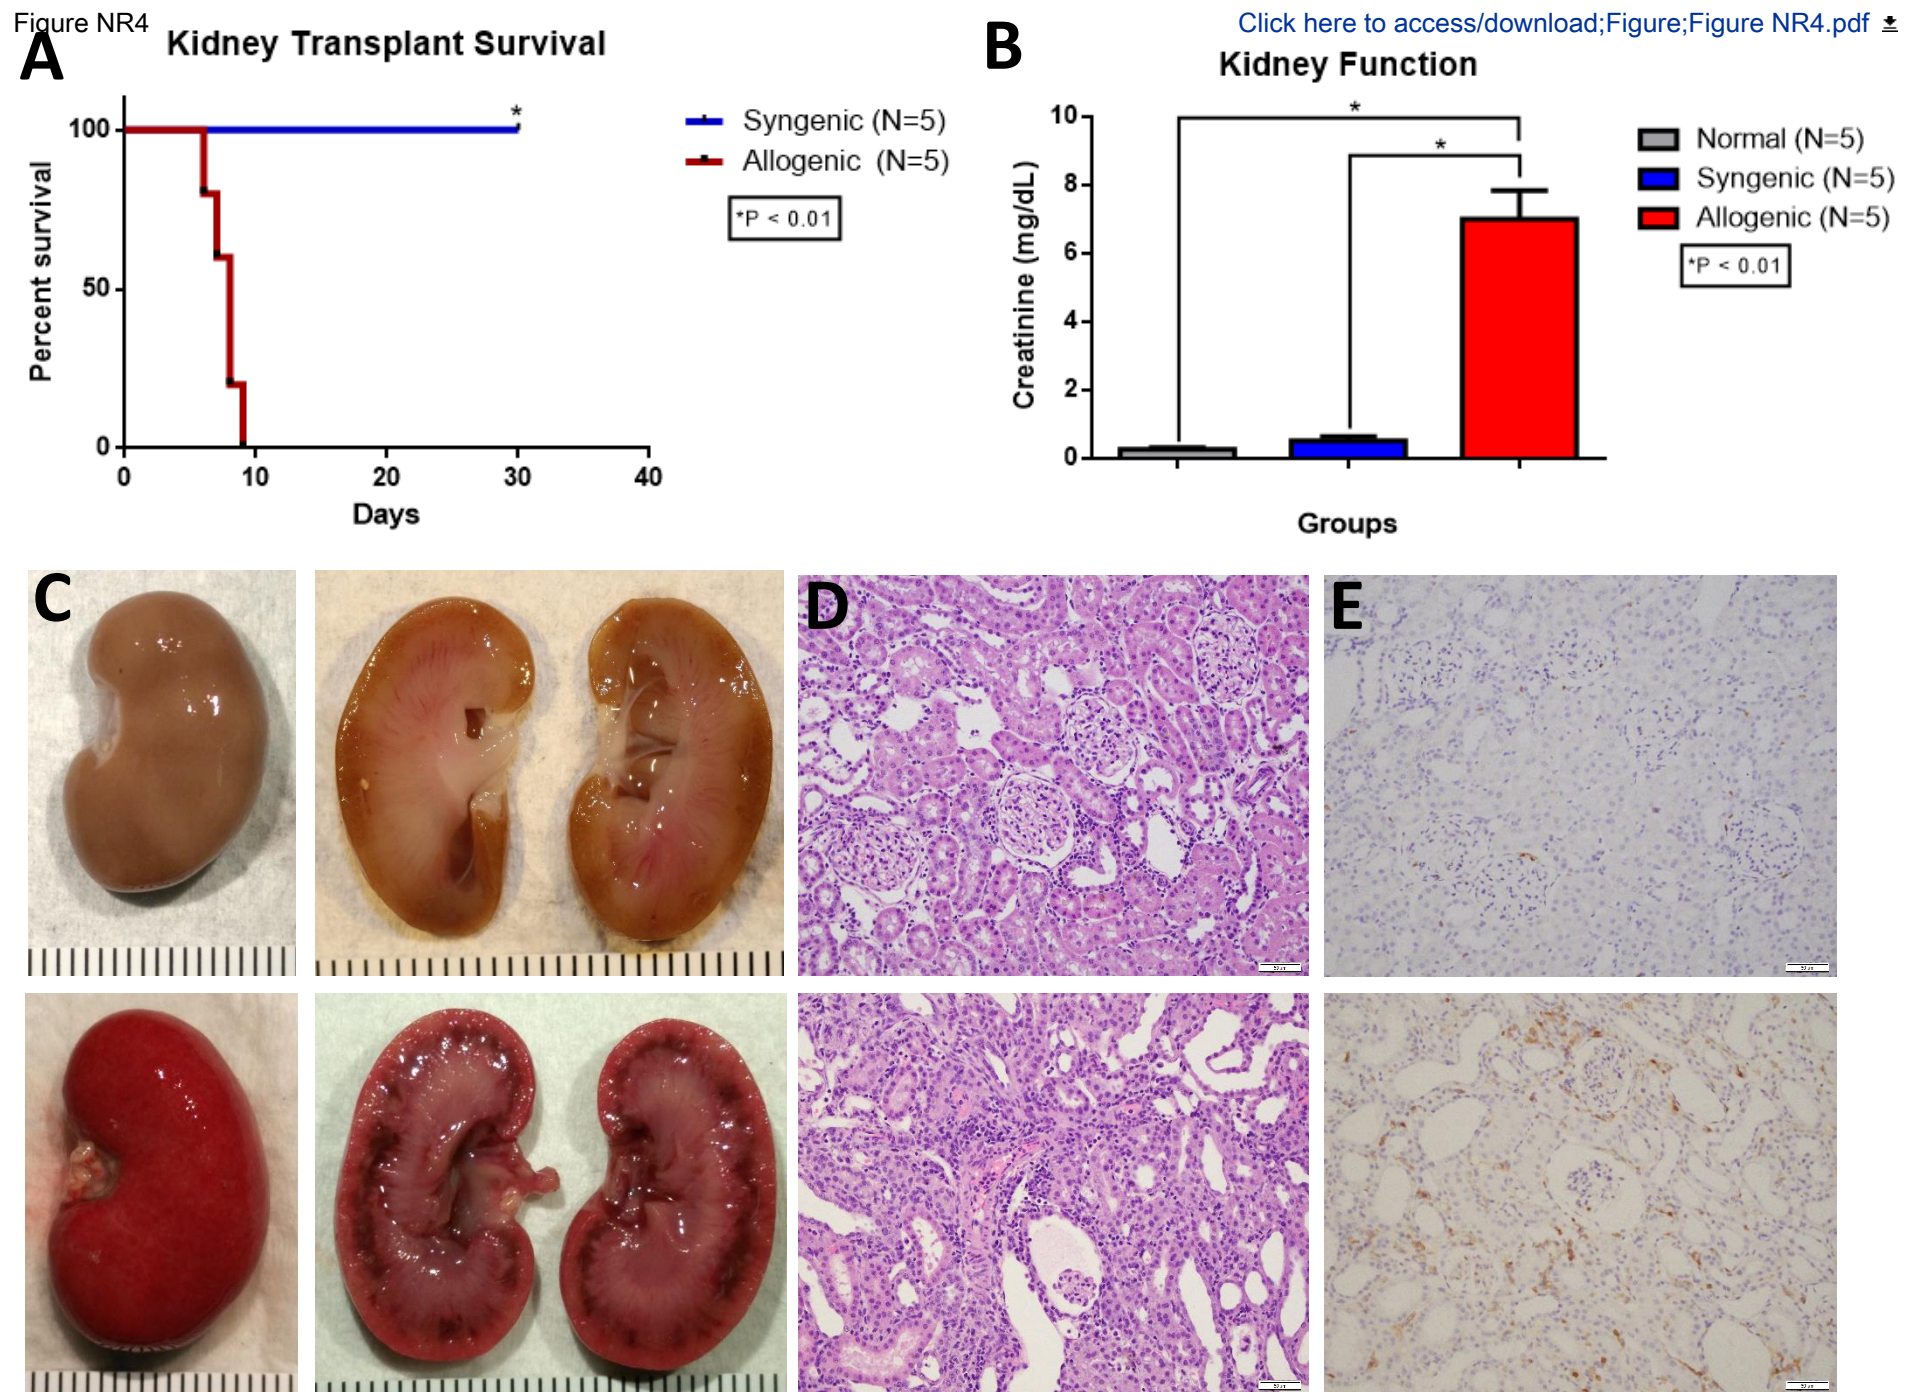 Figure NR4
Click here to access/download;Figure;Figure NR4.pdf
A
Kidney Transplant Survival
Percent survival
100
50
0
0 10 20 30 40
Days
*
Syngenic (N=5)
Allogenic (N=5)
*P < 0.01
B
Kidney Function
Creatinine (mg/dL)
10
8
6
4
2
0
*
*
Groups
Normal (N=5)
Syngenic (N=5)
Allogenic (N=5)
*P < 0.01
C
D
E